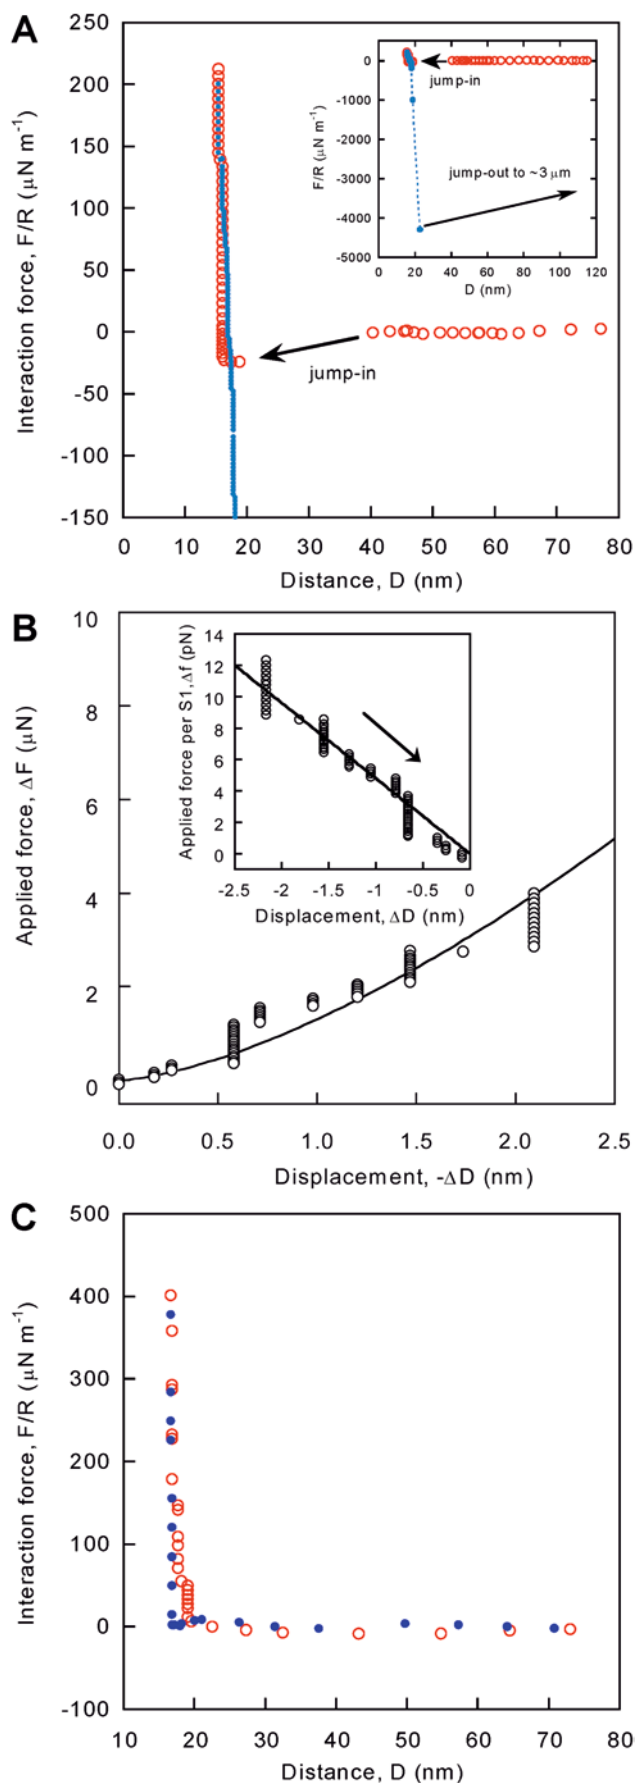 A
Interaction force, F/R (μN m⁻¹)
250
200
150
100
50
0
-50
-100
-150
0 10 20 30 40 50 60 70 80
Distance, D (nm)
jump-in
F/R (μN m⁻¹)
0
-1000
-2000
-3000
-4000
-5000
0 20 40 60 80 100 120
D (nm)
jump-in
jump-out to ~3 μm
B
Applied force, ΔF (μN)
10
8
6
4
2
0
0.0 0.5 1.0 1.5 2.0 2.5
Displacement, -ΔD (nm)
Applied force per S1, Δf (pN)
14
12
10
8
6
4
2
0
-2.5 -2 -1.5 -1 -0.5 0
Displacement, ΔD (nm)
C
Interaction force, F/R (μN m⁻¹)
500
400
300
200
100
0
-100
10 20 30 40 50 60 70 80
Distance, D (nm)